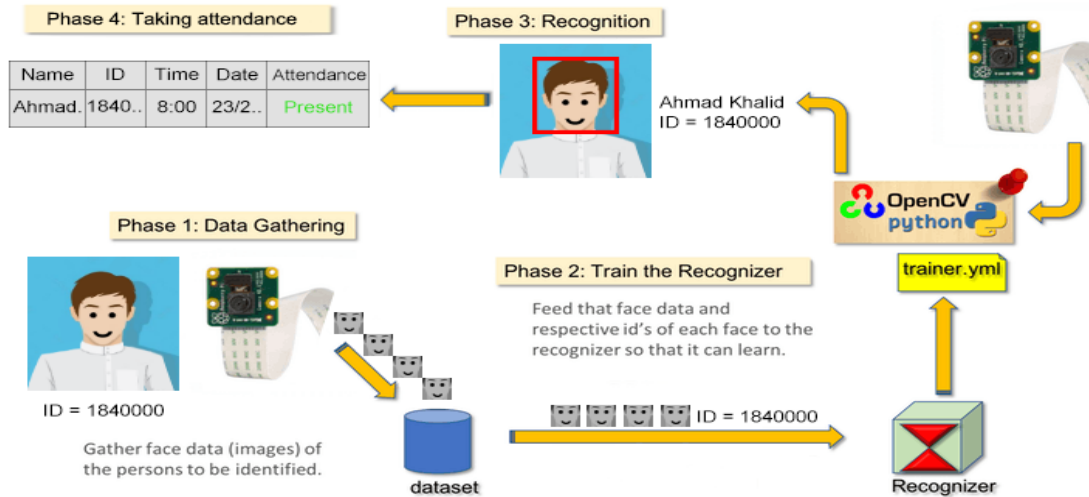 Phase 4: Taking attendance
Name ID Time Date Attendance
Ahmad. 1840.. 8:00 23/2.. Present
Phase 3: Recognition
Ahmad Khalid
ID = 1840000
OpenCV
python
trainer.yml
Phase 1: Data Gathering
ID = 1840000
Gather face data (images) of
the persons to be identified.
dataset
Phase 2: Train the Recognizer
Feed that face data and
respective id's of each face to the
recognizer so that it can learn.
ID = 1840000
Recognizer